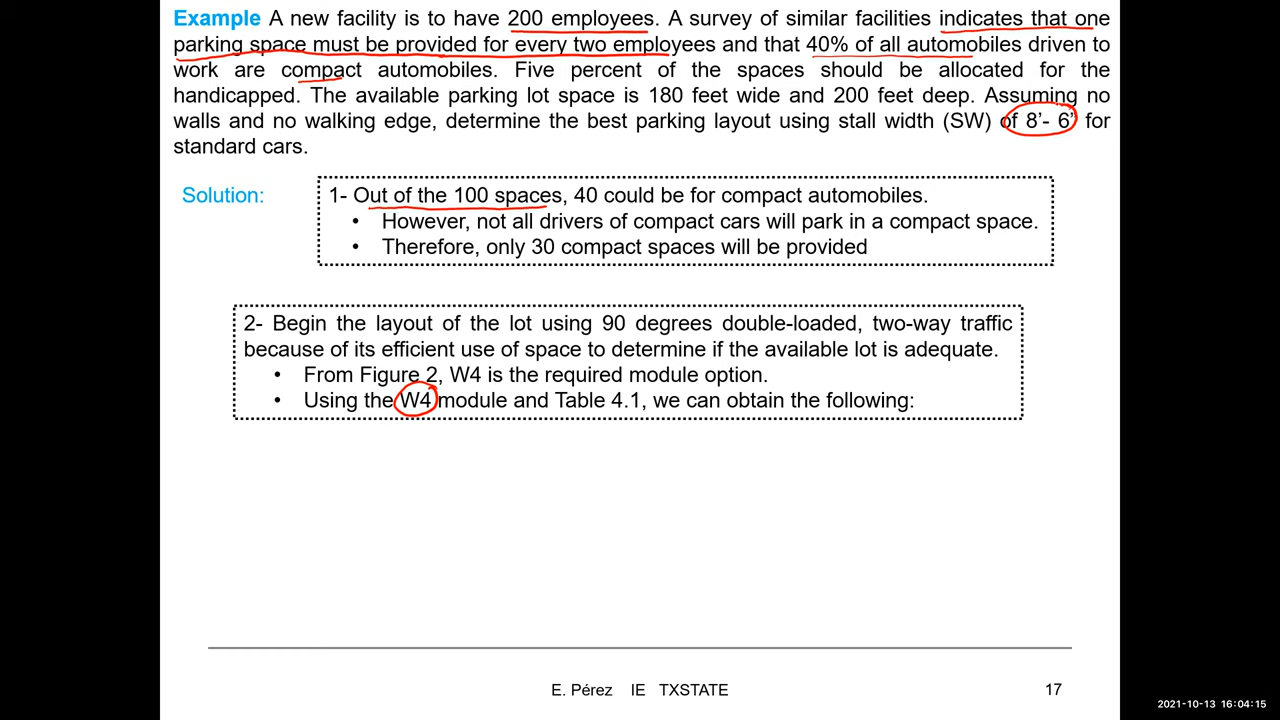 Example A new facility is to have 200 employees. A survey of similar facilities indicates that one
parking space must be provided for every two employees and that 40% of all automobiles driven to
work are compact automobiles. Five percent of the spaces should be allocated for the
handicapped. The available parking lot space is 180 feet wide and 200 feet deep. Assuming no
walls and no walking edge, determine the best parking layout using stall width (SW) of 8’- 6” for
standard cars.
Solution:
1- Out of the 100 spaces, 40 could be for compact automobiles.
• However, not all drivers of compact cars will park in a compact space.
• Therefore, only 30 compact spaces will be provided
2- Begin the layout of the lot using 90 degrees double-loaded, two-way traffic
because of its efficient use of space to determine if the available lot is adequate.
• From Figure 2, W4 is the required module option.
• Using the W4 module and Table 4.1, we can obtain the following:
E. Pérez IE TXSTATE
17
2021-10-13 16:04:15